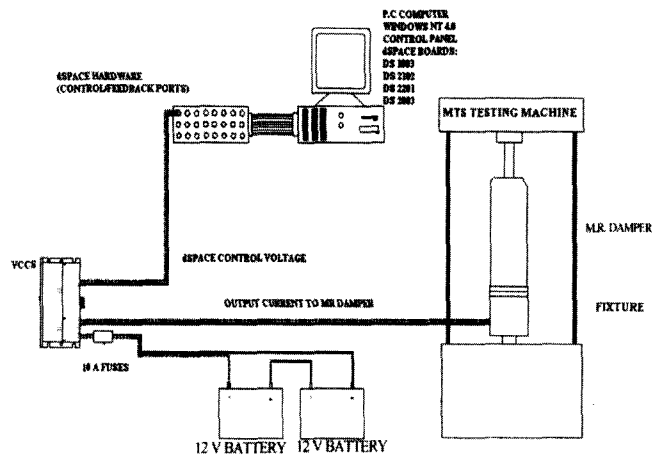 P.C COMPUTER
WINDOWS NT 4.0
CONTROL PANEL
dSPACE BOARDS:
DS 1003
DS 2302
DS 2201
DS 2003
dSPACE HARDWARE
(CONTROL/FEEDBACK PORTS)
MTS TESTING MACHINE
M.R. DAMPER
VCCS
dSPACE CONTROL VOLTAGE
OUTPUT CURRENT TO MR DAMPER
FIXTURE
10 A FUSES
12 V BATTERY
12 V BATTERY